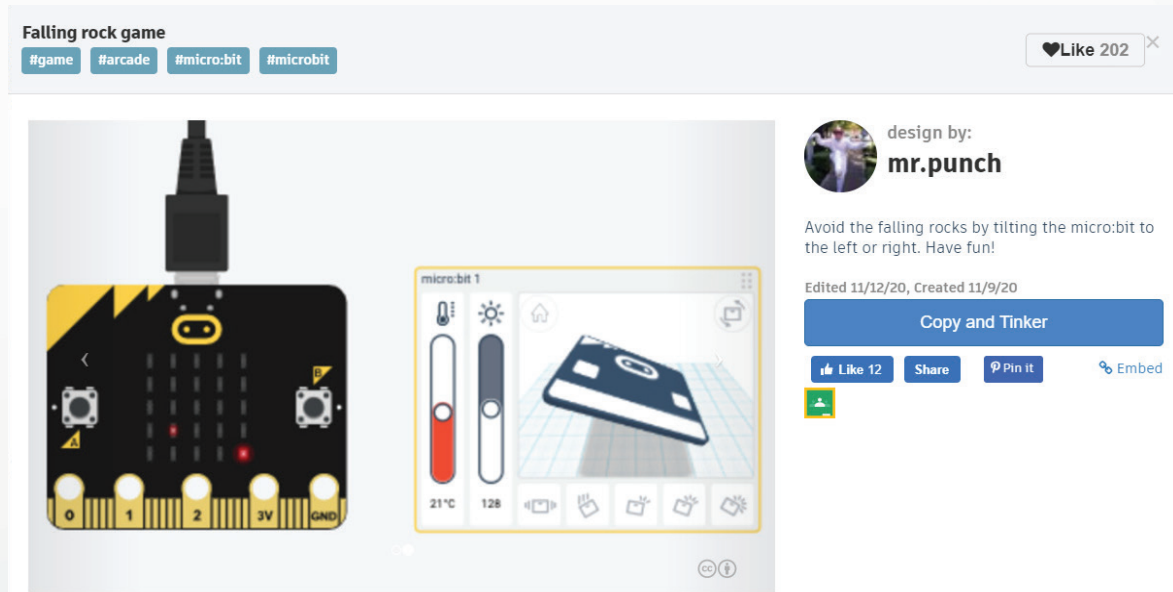 Falling rock game
#game #arcade #micro:bit #microbit
Like 202
design by:
mr.punch
Avoid the falling rocks by tilting the micro:bit to
the left or right. Have fun!
Edited 11/12/20, Created 11/9/20
Copy and Tinker
Like 12 Share Pin it Embed
micro:bit 1
21°C 128
A
B
0 1 2 3V GND
cc